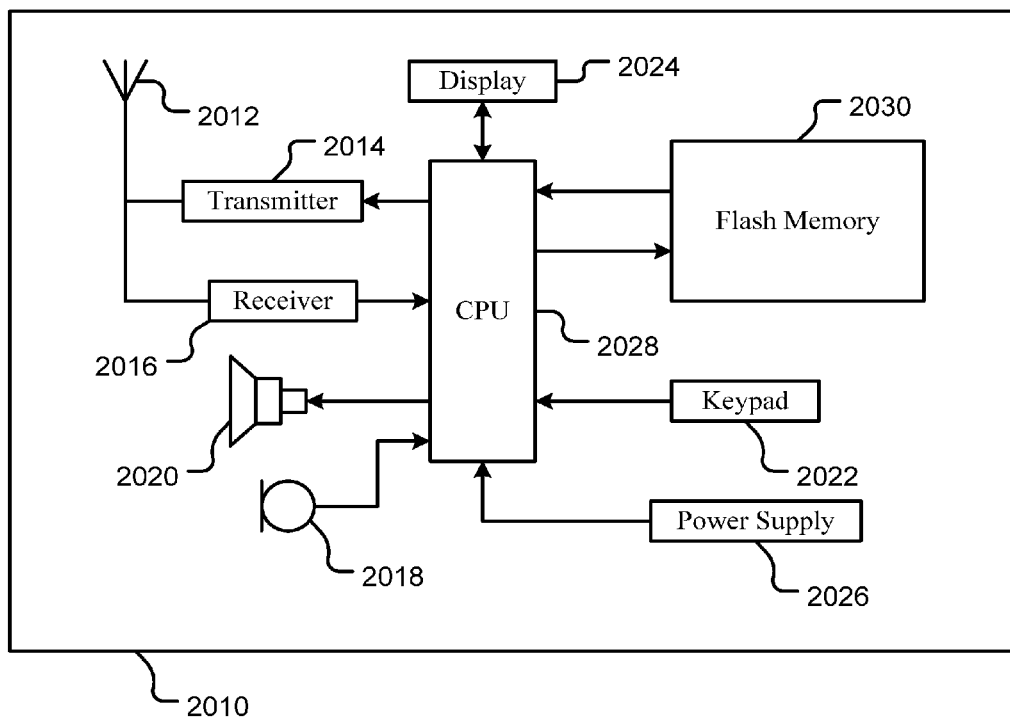 Display
2024
2012
2030
2014
Transmitter
Flash Memory
Receiver
CPU
2016
2028
Keypad
2020
2022
Power Supply
2018
2026
2010